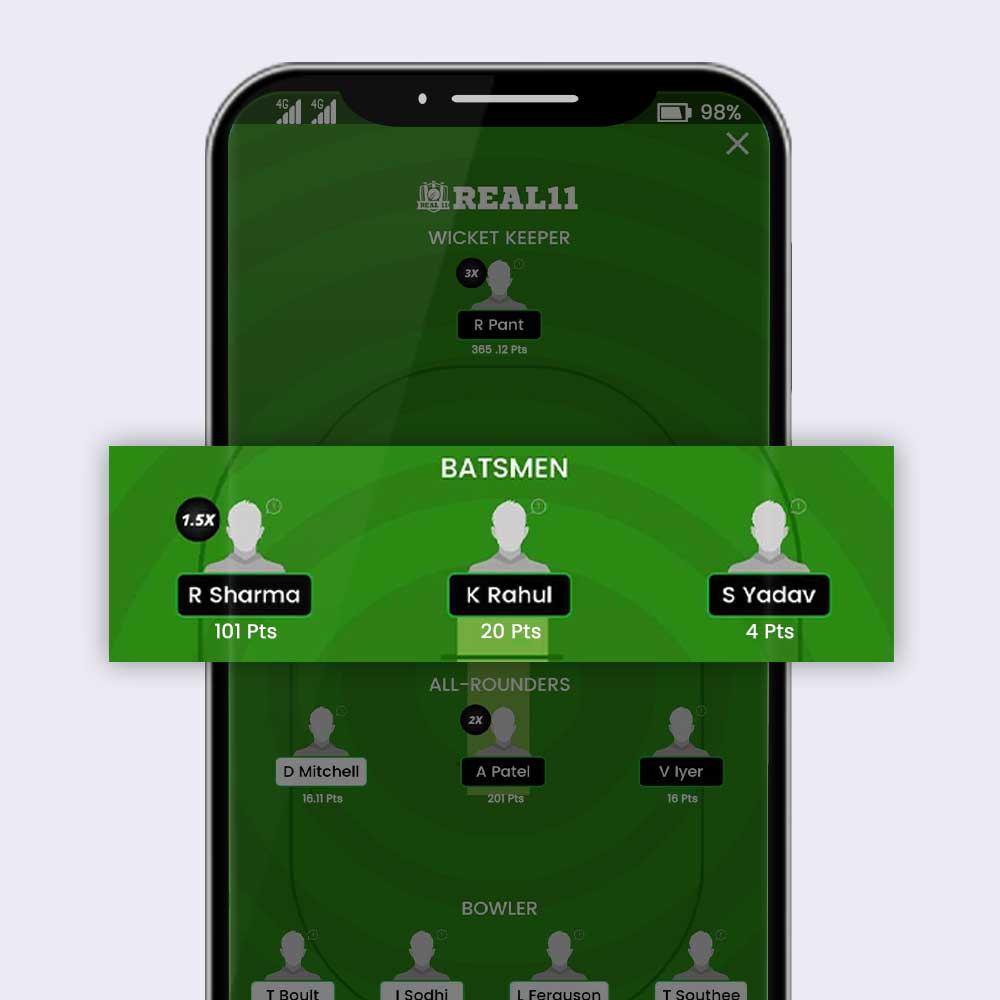 4G 4G 98%
REAL 11 REAL11
WICKET KEEPER
3X
R Pant
365 .12 Pts
BATSMEN
1.5X
R Sharma K Rahul S Yadav
101 Pts 20 Pts 4 Pts
ALL-ROUNDERS
2X
D Mitchell A Patel V Iyer
16.11 Pts 201 Pts 16 Pts
BOWLER
T Boult I Sodhi L Ferguson T Southee